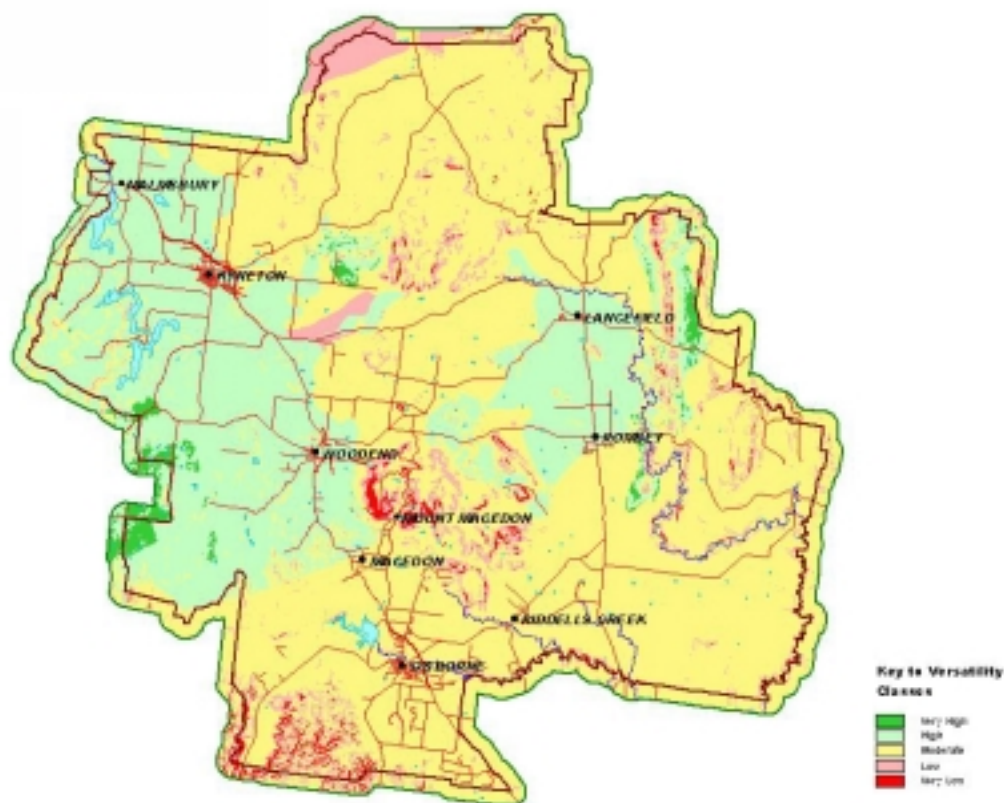 MALMSBURY
KYNETON
LANCEFIELD
ROMSEY
WOODEND
MOUNT MACEDON
MACEDON
RIDDELLS CREEK
GISBORNE
Key to Versatility
Classes
Very High
High
Moderate
Low
Very Low